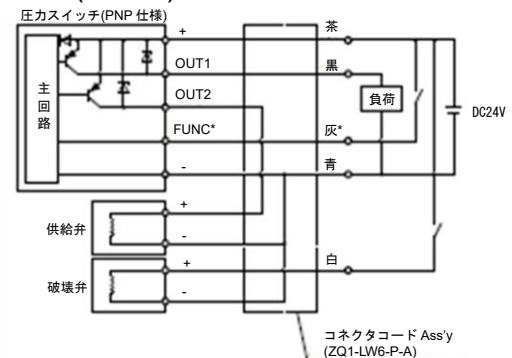 圧力スイッチ(PNP 仕様)
主
回
路
+
OUT1
OUT2
FUNC*
-
茶
黒
負荷
灰*
青
DC24V
供給弁
+
-
破壊弁
+
-
白
コネクタコード Ass'y
(ZQ1-LW6-P-A)